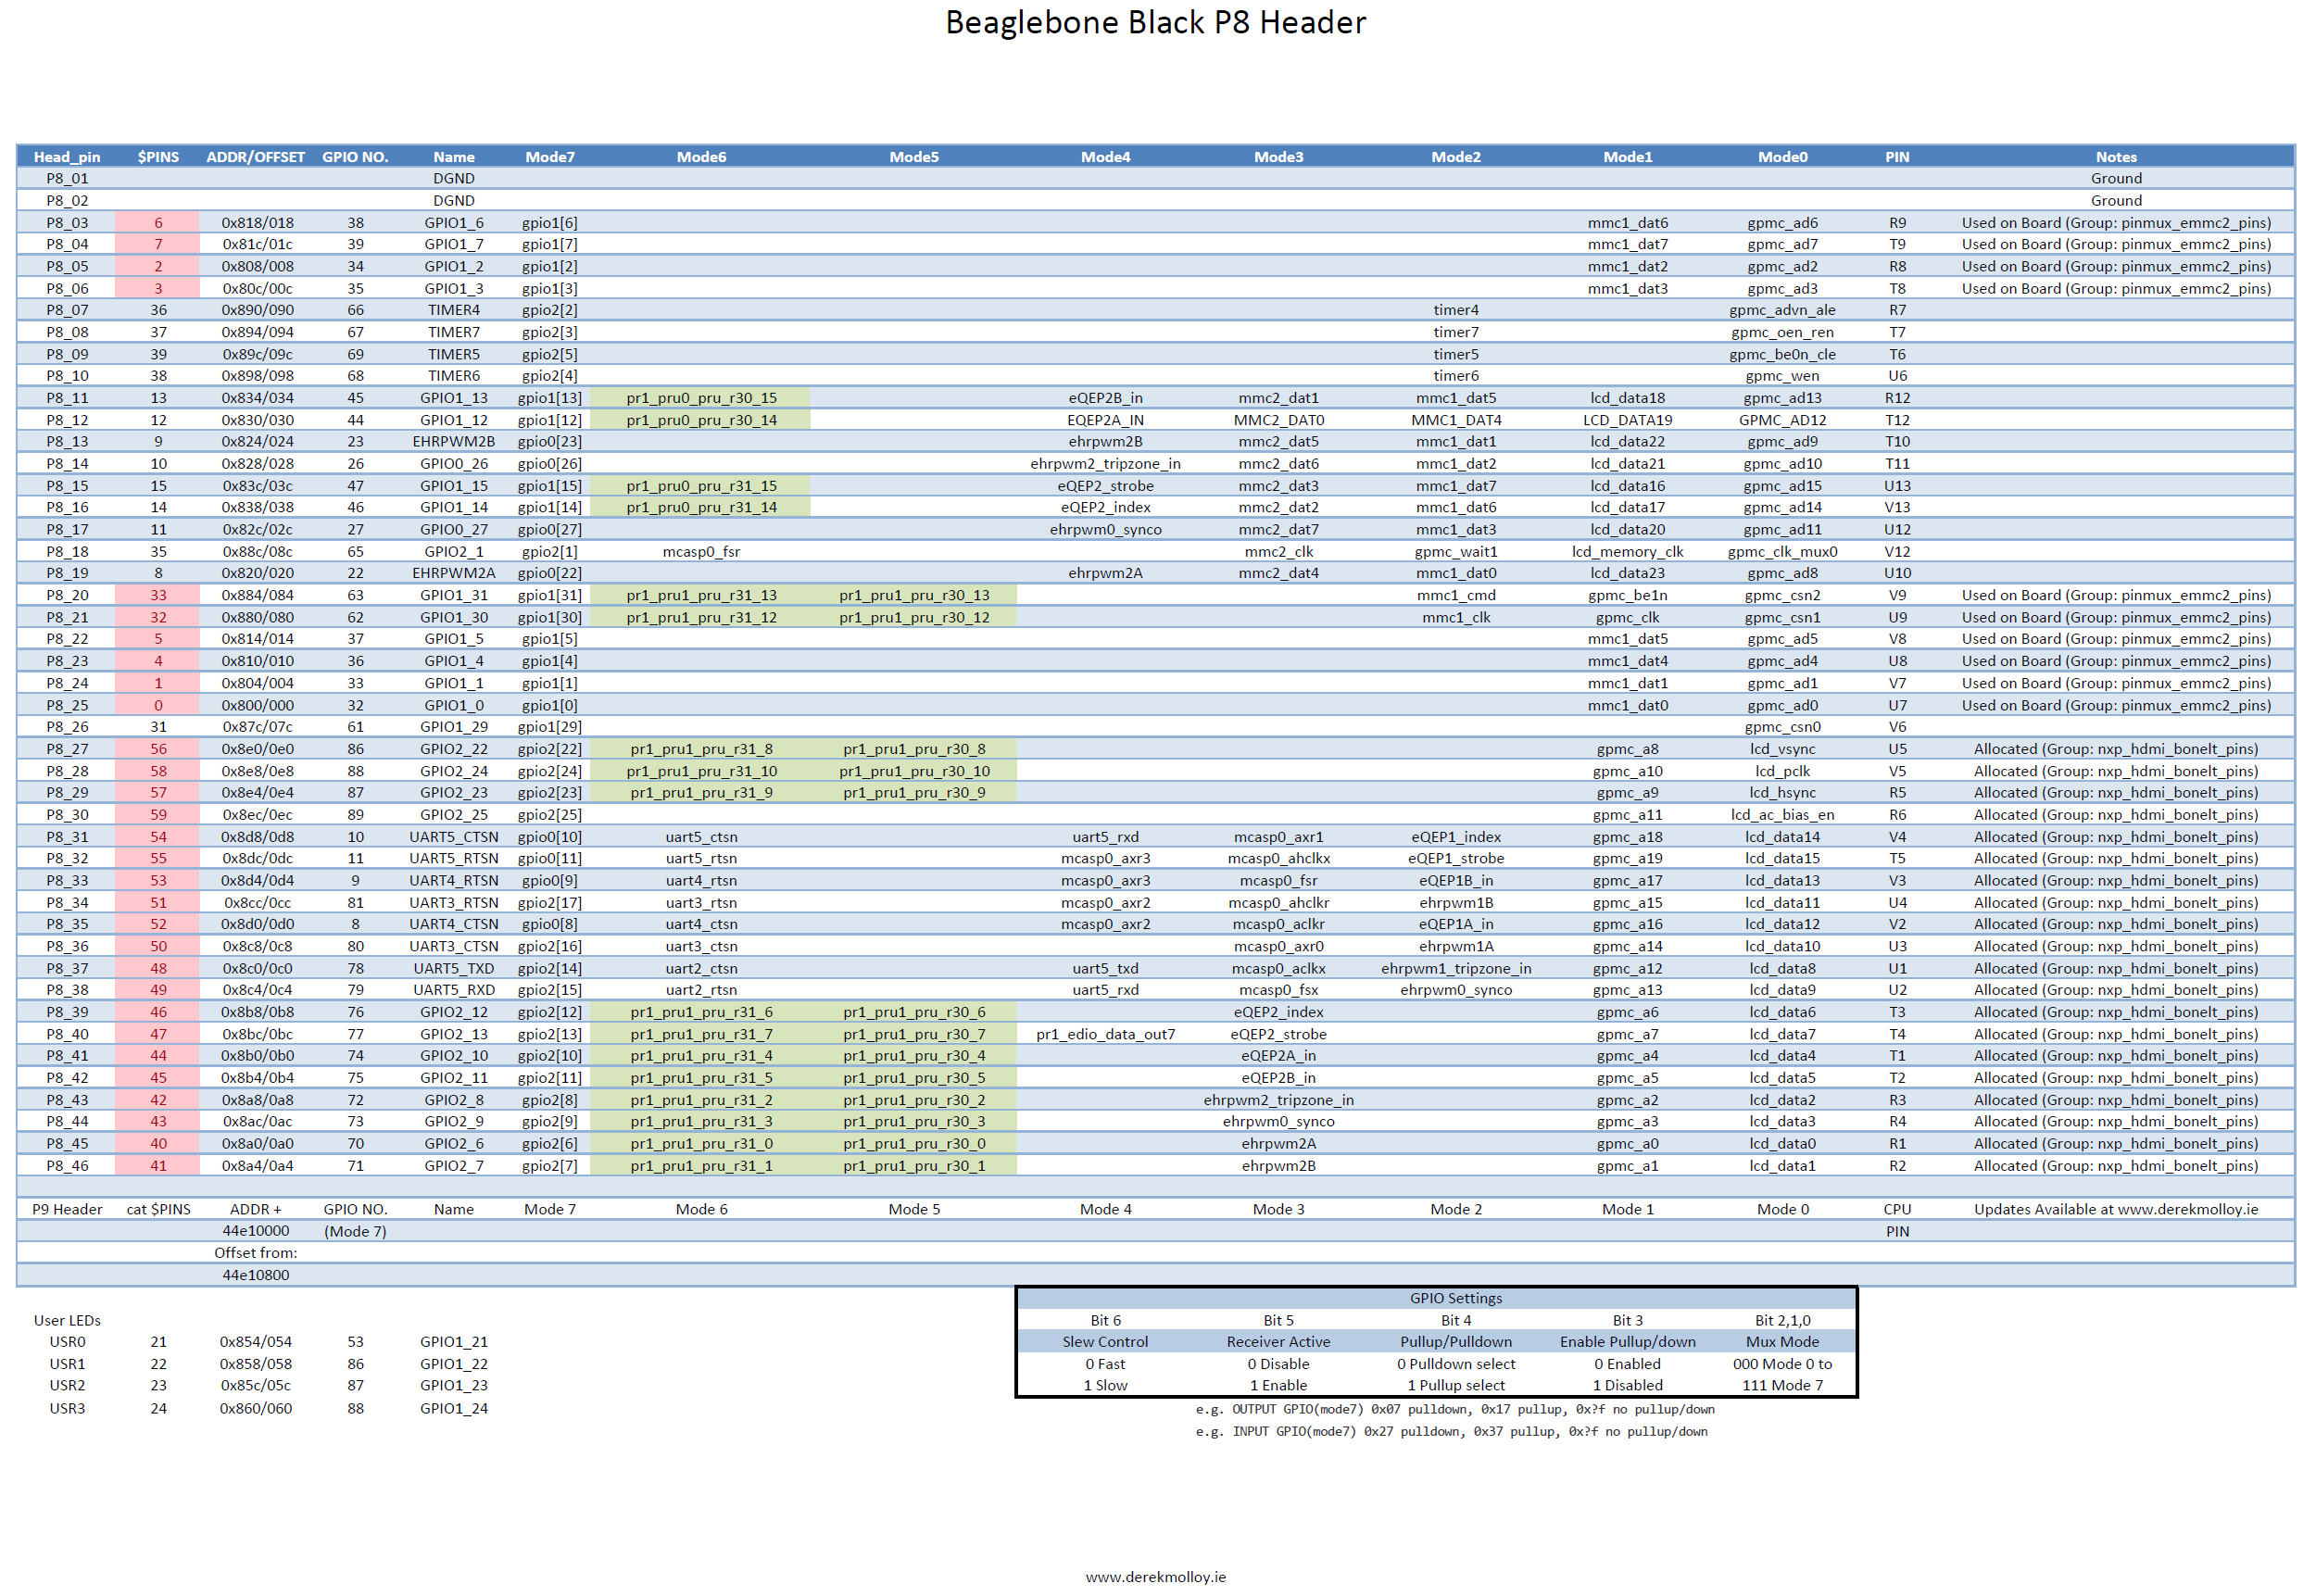 Beaglebone Black P8 Header
Head_pin $PINS ADDR/OFFSET GPIO NO. Name Mode7 Mode6 Mode5 Mode4 Mode3 Mode2 Mode1 Mode0 PIN Notes
P8_01 DGND Ground
P8_02 DGND Ground
P8_03 6 0x818/018 38 GPIO1_6 gpio1[6] mmc1_dat6 gpmc_ad6 R9 Used on Board (Group: pinmux_emmc2_pins)
P8_04 7 0x81c/01c 39 GPIO1_7 gpio1[7] mmc1_dat7 gpmc_ad7 T9 Used on Board (Group: pinmux_emmc2_pins)
P8_05 2 0x808/008 34 GPIO1_2 gpio1[2] mmc1_dat2 gpmc_ad2 R8 Used on Board (Group: pinmux_emmc2_pins)
P8_06 3 0x80c/00c 35 GPIO1_3 gpio1[3] mmc1_dat3 gpmc_ad3 T8 Used on Board (Group: pinmux_emmc2_pins)
P8_07 36 0x890/090 66 TIMER4 gpio2[2] timer4 gpmc_advn_ale R7
P8_08 37 0x894/094 67 TIMER7 gpio2[3] timer7 gpmc_oen_ren T7
P8_09 39 0x89c/09c 69 TIMER5 gpio2[5] timer5 gpmc_be0n_cle T6
P8_10 38 0x898/098 68 TIMER6 gpio2[4] timer6 gpmc_wen U6
P8_11 13 0x834/034 45 GPIO1_13 gpio1[13] pr1_pru0_pru_r30_15 eQEP2B_in mmc2_dat1 mmc1_dat5 lcd_data18 gpmc_ad13 R12
P8_12 12 0x830/030 44 GPIO1_12 gpio1[12] pr1_pru0_pru_r30_14 EQEP2A_IN MMC2_DAT0 MMC1_DAT4 LCD_DATA19 GPMC_AD12 T12
P8_13 9 0x824/024 23 EHRPWM2B gpio0[23] ehrpwm2B mmc2_dat5 mmc1_dat1 lcd_data22 gpmc_ad9 T10
P8_14 10 0x828/028 26 GPIO0_26 gpio0[26] ehrpwm2_tripzone_in mmc2_dat6 mmc1_dat2 lcd_data21 gpmc_ad10 T11
P8_15 15 0x83c/03c 47 GPIO1_15 gpio1[15] pr1_pru0_pru_r31_15 eQEP2_strobe mmc2_dat3 mmc1_dat7 lcd_data16 gpmc_ad15 U13
P8_16 14 0x838/038 46 GPIO1_14 gpio1[14] pr1_pru0_pru_r31_14 eQEP2_index mmc2_dat2 mmc1_dat6 lcd_data17 gpmc_ad14 V13
P8_17 11 0x82c/02c 27 GPIO0_27 gpio0[27] ehrpwm0_synco mmc2_dat7 mmc1_dat3 lcd_data20 gpmc_ad11 U12
P8_18 35 0x88c/08c 65 GPIO2_1 gpio2[1] mcasp0_fsr mmc2_clk gpmc_wait1 lcd_memory_clk gpmc_clk_mux0 V12
P8_19 8 0x820/020 22 EHRPWM2A gpio0[22] ehrpwm2A mmc2_dat4 mmc1_dat0 lcd_data23 gpmc_ad8 U10
P8_20 33 0x884/084 63 GPIO1_31 gpio1[31] pr1_pru1_pru_r31_13 pr1_pru1_pru_r30_13 mmc1_cmd gpmc_be1n gpmc_csn2 V9 Used on Board (Group: pinmux_emmc2_pins)
P8_21 32 0x880/080 62 GPIO1_30 gpio1[30] pr1_pru1_pru_r31_12 pr1_pru1_pru_r30_12 mmc1_clk gpmc_clk gpmc_csn1 U9 Used on Board (Group: pinmux_emmc2_pins)
P8_22 5 0x814/014 37 GPIO1_5 gpio1[5] mmc1_dat5 gpmc_ad5 V8 Used on Board (Group: pinmux_emmc2_pins)
P8_23 4 0x810/010 36 GPIO1_4 gpio1[4] mmc1_dat4 gpmc_ad4 U8 Used on Board (Group: pinmux_emmc2_pins)
P8_24 1 0x804/004 33 GPIO1_1 gpio1[1] mmc1_dat1 gpmc_ad1 V7 Used on Board (Group: pinmux_emmc2_pins)
P8_25 0 0x800/000 32 GPIO1_0 gpio1[0] mmc1_dat0 gpmc_ad0 U7 Used on Board (Group: pinmux_emmc2_pins)
P8_26 31 0x87c/07c 61 GPIO1_29 gpio1[29] gpmc_csn0 V6
P8_27 56 0x8e0/0e0 86 GPIO2_22 gpio2[22] pr1_pru1_pru_r31_8 pr1_pru1_pru_r30_8 gpmc_a8 lcd_vsync U5 Allocated (Group: nxp_hdmi_bonelt_pins)
P8_28 58 0x8e8/0e8 88 GPIO2_24 gpio2[24] pr1_pru1_pru_r31_10 pr1_pru1_pru_r30_10 gpmc_a10 lcd_pclk V5 Allocated (Group: nxp_hdmi_bonelt_pins)
P8_29 57 0x8e4/0e4 87 GPIO2_23 gpio2[23] pr1_pru1_pru_r31_9 pr1_pru1_pru_r30_9 gpmc_a9 lcd_hsync R5 Allocated (Group: nxp_hdmi_bonelt_pins)
P8_30 59 0x8ec/0ec 89 GPIO2_25 gpio2[25] gpmc_a11 lcd_ac_bias_en R6 Allocated (Group: nxp_hdmi_bonelt_pins)
P8_31 54 0x8d8/0d8 10 UART5_CTSN gpio0[10] uart5_ctsn uart5_rxd mcasp0_axr1 eQEP1_index gpmc_a18 lcd_data14 V4 Allocated (Group: nxp_hdmi_bonelt_pins)
P8_32 55 0x8dc/0dc 11 UART5_RTSN gpio0[11] uart5_rtsn mcasp0_axr3 mcasp0_ahclkx eQEP1_strobe gpmc_a19 lcd_data15 T5 Allocated (Group: nxp_hdmi_bonelt_pins)
P8_33 53 0x8d4/0d4 9 UART4_RTSN gpio0[9] uart4_rtsn mcasp0_axr3 mcasp0_fsr eQEP1B_in gpmc_a17 lcd_data13 V3 Allocated (Group: nxp_hdmi_bonelt_pins)
P8_34 51 0x8cc/0cc 81 UART3_RTSN gpio2[17] uart3_rtsn mcasp0_axr2 mcasp0_ahclkr ehrpwm1B gpmc_a15 lcd_data11 U4 Allocated (Group: nxp_hdmi_bonelt_pins)
P8_35 52 0x8d0/0d0 8 UART4_CTSN gpio0[8] uart4_ctsn mcasp0_axr2 mcasp0_aclkr eQEP1A_in gpmc_a16 lcd_data12 V2 Allocated (Group: nxp_hdmi_bonelt_pins)
P8_36 50 0x8c8/0c8 80 UART3_CTSN gpio2[16] uart3_ctsn mcasp0_axr0 ehrpwm1A gpmc_a14 lcd_data10 U3 Allocated (Group: nxp_hdmi_bonelt_pins)
P8_37 48 0x8c0/0c0 78 UART5_TXD gpio2[14] uart2_ctsn uart5_txd mcasp0_aclkx ehrpwm1_tripzone_in gpmc_a12 lcd_data8 U1 Allocated (Group: nxp_hdmi_bonelt_pins)
P8_38 49 0x8c4/0c4 79 UART5_RXD gpio2[15] uart2_rtsn uart5_rxd mcasp0_fsx ehrpwm0_synco gpmc_a13 lcd_data9 U2 Allocated (Group: nxp_hdmi_bonelt_pins)
P8_39 46 0x8b8/0b8 76 GPIO2_12 gpio2[12] pr1_pru1_pru_r31_6 pr1_pru1_pru_r30_6 eQEP2_index gpmc_a6 lcd_data6 T3 Allocated (Group: nxp_hdmi_bonelt_pins)
P8_40 47 0x8bc/0bc 77 GPIO2_13 gpio2[13] pr1_pru1_pru_r31_7 pr1_pru1_pru_r30_7 pr1_edio_data_out7 eQEP2_strobe gpmc_a7 lcd_data7 T4 Allocated (Group: nxp_hdmi_bonelt_pins)
P8_41 44 0x8b0/0b0 74 GPIO2_10 gpio2[10] pr1_pru1_pru_r31_4 pr1_pru1_pru_r30_4 eQEP2A_in gpmc_a4 lcd_data4 T1 Allocated (Group: nxp_hdmi_bonelt_pins)
P8_42 45 0x8b4/0b4 75 GPIO2_11 gpio2[11] pr1_pru1_pru_r31_5 pr1_pru1_pru_r30_5 eQEP2B_in gpmc_a5 lcd_data5 T2 Allocated (Group: nxp_hdmi_bonelt_pins)
P8_43 42 0x8a8/0a8 72 GPIO2_8 gpio2[8] pr1_pru1_pru_r31_2 pr1_pru1_pru_r30_2 ehrpwm2_tripzone_in gpmc_a2 lcd_data2 R3 Allocated (Group: nxp_hdmi_bonelt_pins)
P8_44 43 0x8ac/0ac 73 GPIO2_9 gpio2[9] pr1_pru1_pru_r31_3 pr1_pru1_pru_r30_3 ehrpwm0_synco gpmc_a3 lcd_data3 R4 Allocated (Group: nxp_hdmi_bonelt_pins)
P8_45 40 0x8a0/0a0 70 GPIO2_6 gpio2[6] pr1_pru1_pru_r31_0 pr1_pru1_pru_r30_0 ehrpwm2A gpmc_a0 lcd_data0 R1 Allocated (Group: nxp_hdmi_bonelt_pins)
P8_46 41 0x8a4/0a4 71 GPIO2_7 gpio2[7] pr1_pru1_pru_r31_1 pr1_pru1_pru_r30_1 ehrpwm2B gpmc_a1 lcd_data1 R2 Allocated (Group: nxp_hdmi_bonelt_pins)
P9 Header cat $PINS ADDR + GPIO NO. Name Mode 7 Mode 6 Mode 5 Mode 4 Mode 3 Mode 2 Mode 1 Mode 0 CPU Updates Available at www.derekmolloy.ie
44e10000 (Mode 7) PIN
Offset from:
44e10800
GPIO Settings
User LEDs Bit 6 Bit 5 Bit 4 Bit 3 Bit 2,1,0
USR0 21 0x854/054 53 GPIO1_21 Slew Control Receiver Active Pullup/Pulldown Enable Pullup/down Mux Mode
USR1 22 0x858/058 86 GPIO1_22 0 Fast 0 Disable 0 Pulldown select 0 Enabled 000 Mode 0 to
USR2 23 0x85c/05c 87 GPIO1_23 1 Slow 1 Enable 1 Pullup select 1 Disabled 111 Mode 7
USR3 24 0x860/060 88 GPIO1_24 e.g. OUTPUT GPIO(mode7) 0x07 pulldown, 0x17 pullup, 0x?f no pullup/down
e.g. INPUT GPIO(mode7) 0x27 pulldown, 0x37 pullup, 0x?f no pullup/down
www.derekmolloy.ie